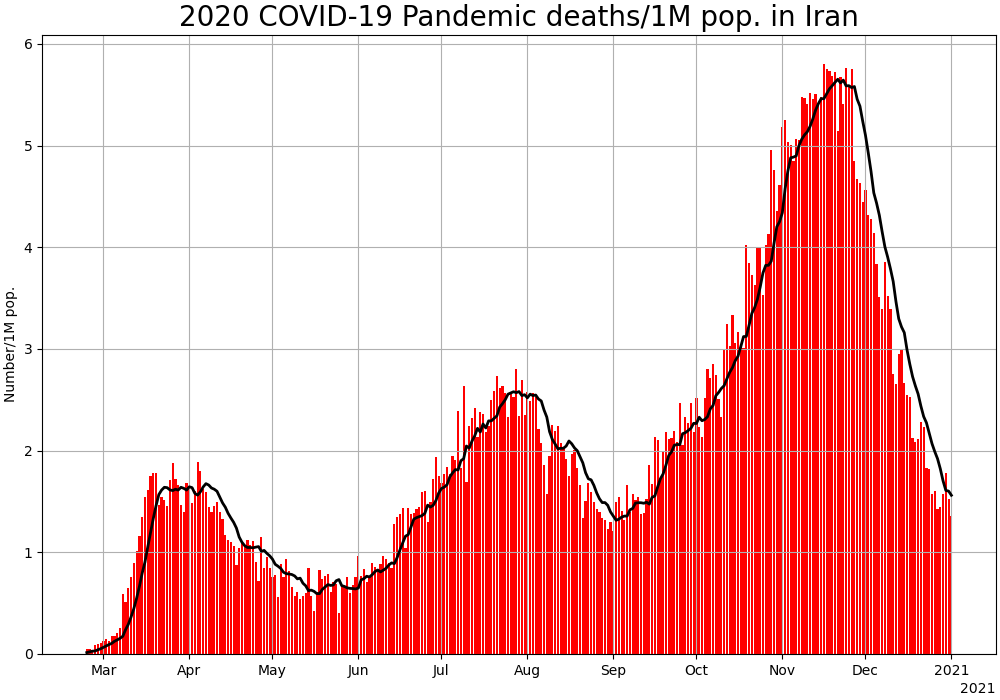 2020 COVID-19 Pandemic deaths/1M pop. in Iran
Number/1M pop.
6
5
4
3
2
1
0
Mar Apr May Jun Jul Aug Sep Oct Nov Dec 2021
2021